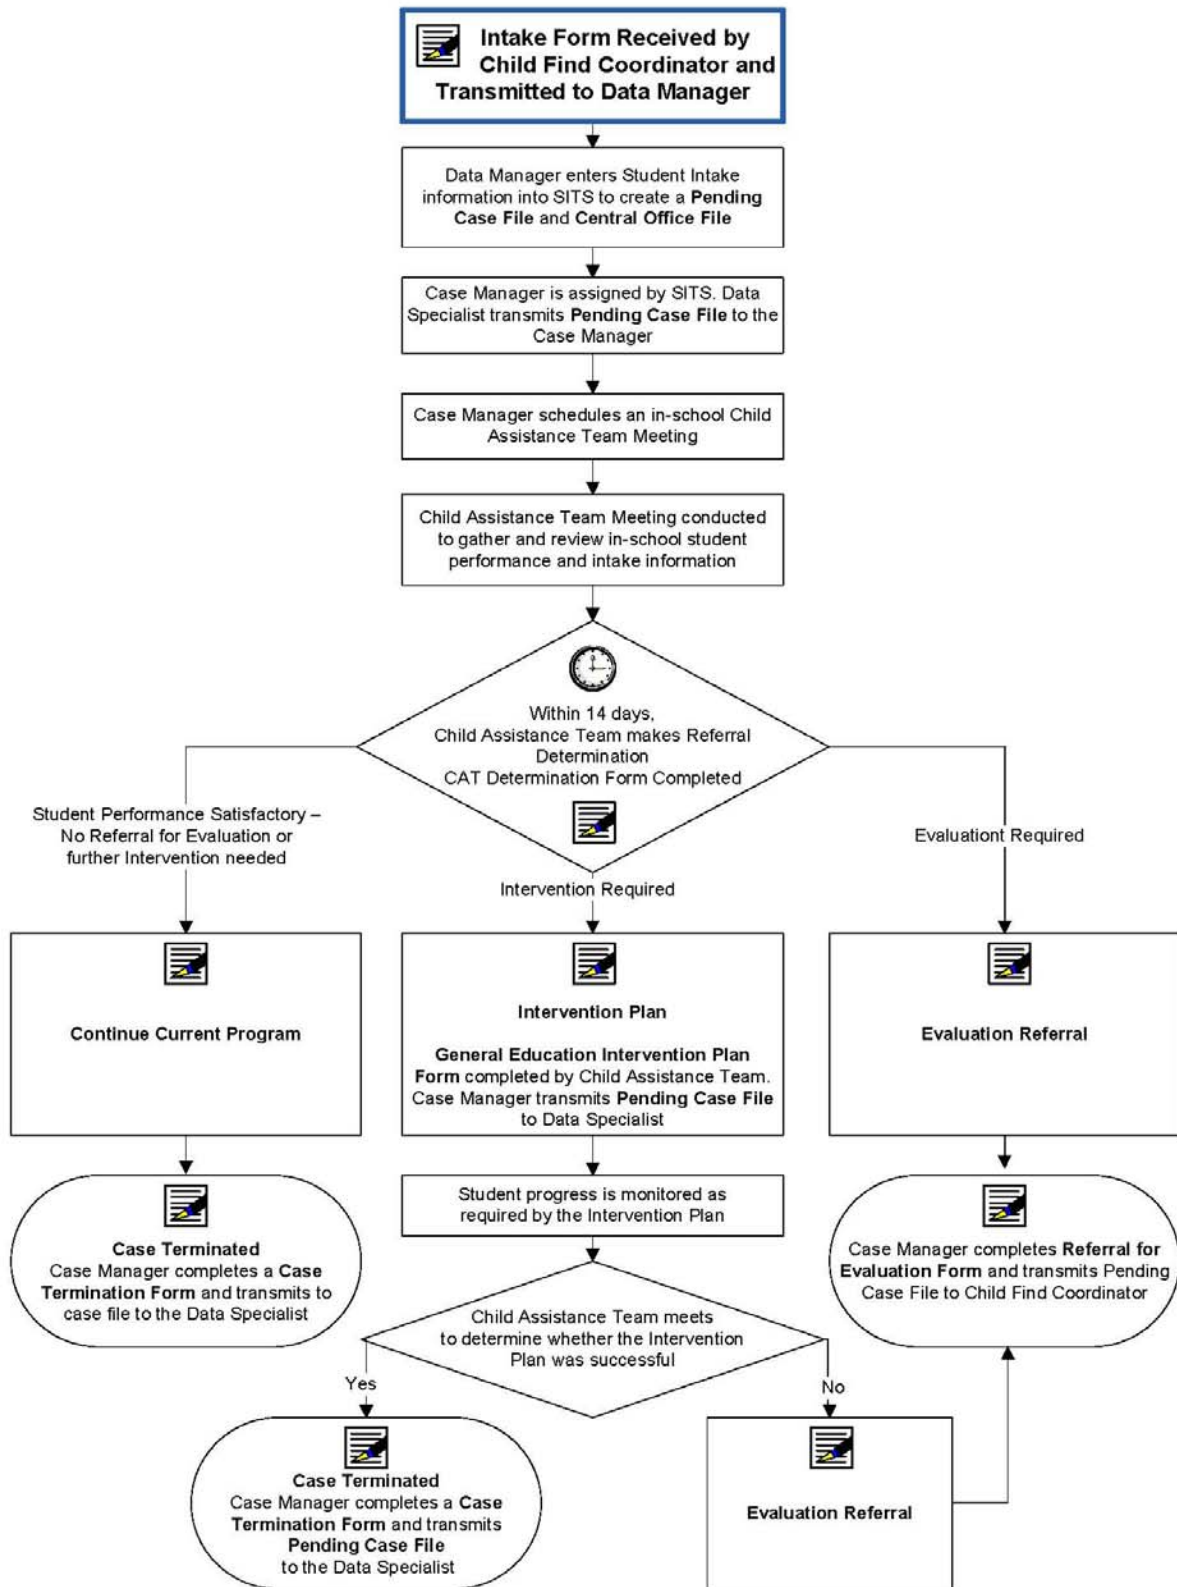 Intake Form Received by
Child Find Coordinator and
Transmitted to Data Manager
Data Manager enters Student Intake
information into SITS to create a Pending
Case File and Central Office File
Case Manager is assigned by SITS. Data
Specialist transmits Pending Case File to the
Case Manager
Case Manager schedules an in-school Child
Assistance Team Meeting
Child Assistance Team Meeting conducted
to gather and review in-school student
performance and intake information
Within 14 days,
Child Assistance Team makes Referral
Determination
CAT Determination Form Completed
Student Performance Satisfactory –
No Referral for Evaluation or
further Intervention needed
Intervention Required
Evaluationt Required
Continue Current Program
Intervention Plan
General Education Intervention Plan
Form completed by Child Assistance Team.
Case Manager transmits Pending Case File
to Data Specialist
Evaluation Referral
Case Terminated
Case Manager completes a Case
Termination Form and transmits to
case file to the Data Specialist
Student progress is monitored as
required by the Intervention Plan
Case Manager completes Referral for
Evaluation Form and transmits Pending
Case File to Child Find Coordinator
Child Assistance Team meets
to determine whether the Intervention
Plan was successful
Yes
No
Case Terminated
Case Manager completes a Case
Termination Form and transmits
Pending Case File
to the Data Specialist
Evaluation Referral